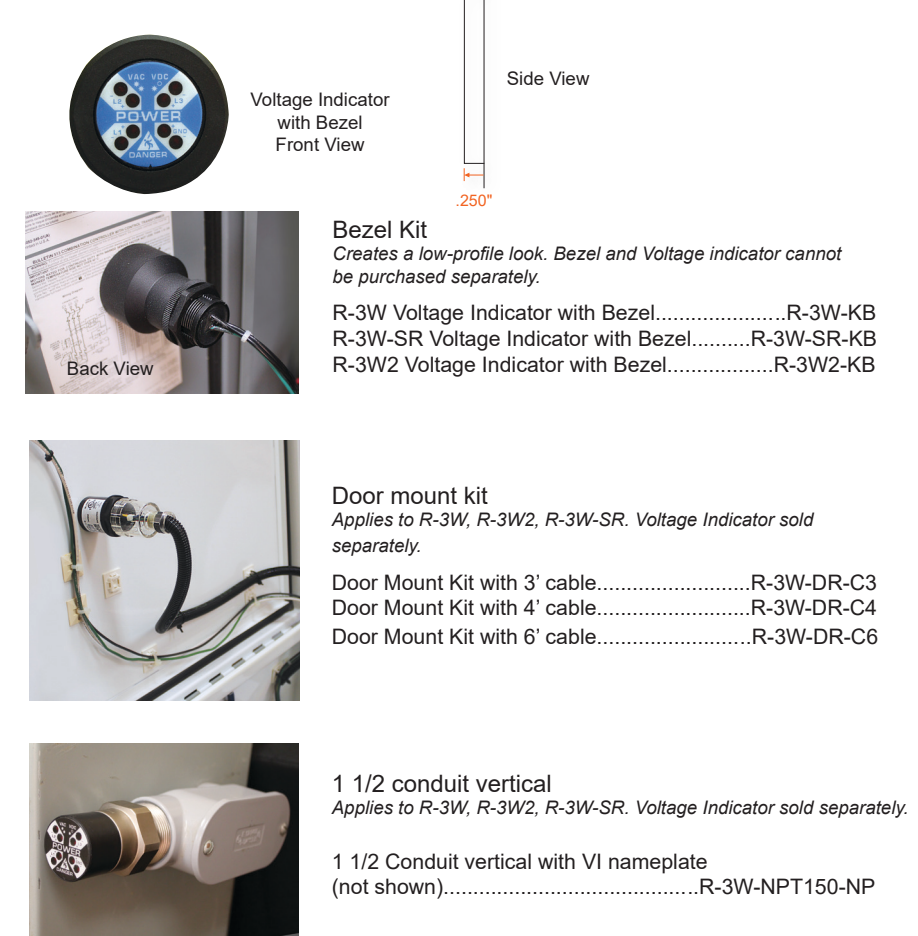 VAC VDC
L2 L3
POWER
L1 GND
DANGER
Voltage Indicator
with Bezel
Front View
Side View
.250"
Bezel Kit
Creates a low-profile look. Bezel and Voltage indicator cannot
be purchased separately.
R-3W Voltage Indicator with Bezel......................R-3W-KB
R-3W-SR Voltage Indicator with Bezel..........R-3W-SR-KB
R-3W2 Voltage Indicator with Bezel..................R-3W2-KB
Back View
Door mount kit
Applies to R-3W, R-3W2, R-3W-SR. Voltage Indicator sold
separately.
Door Mount Kit with 3’ cable..........................R-3W-DR-C3
Door Mount Kit with 4’ cable..........................R-3W-DR-C4
Door Mount Kit with 6’ cable..........................R-3W-DR-C6
1 1/2 conduit vertical
Applies to R-3W, R-3W2, R-3W-SR. Voltage Indicator sold separately.
1 1/2 Conduit vertical with VI nameplate
(not shown)...........................................R-3W-NPT150-NP
VAC VDC
POWER
DANGER